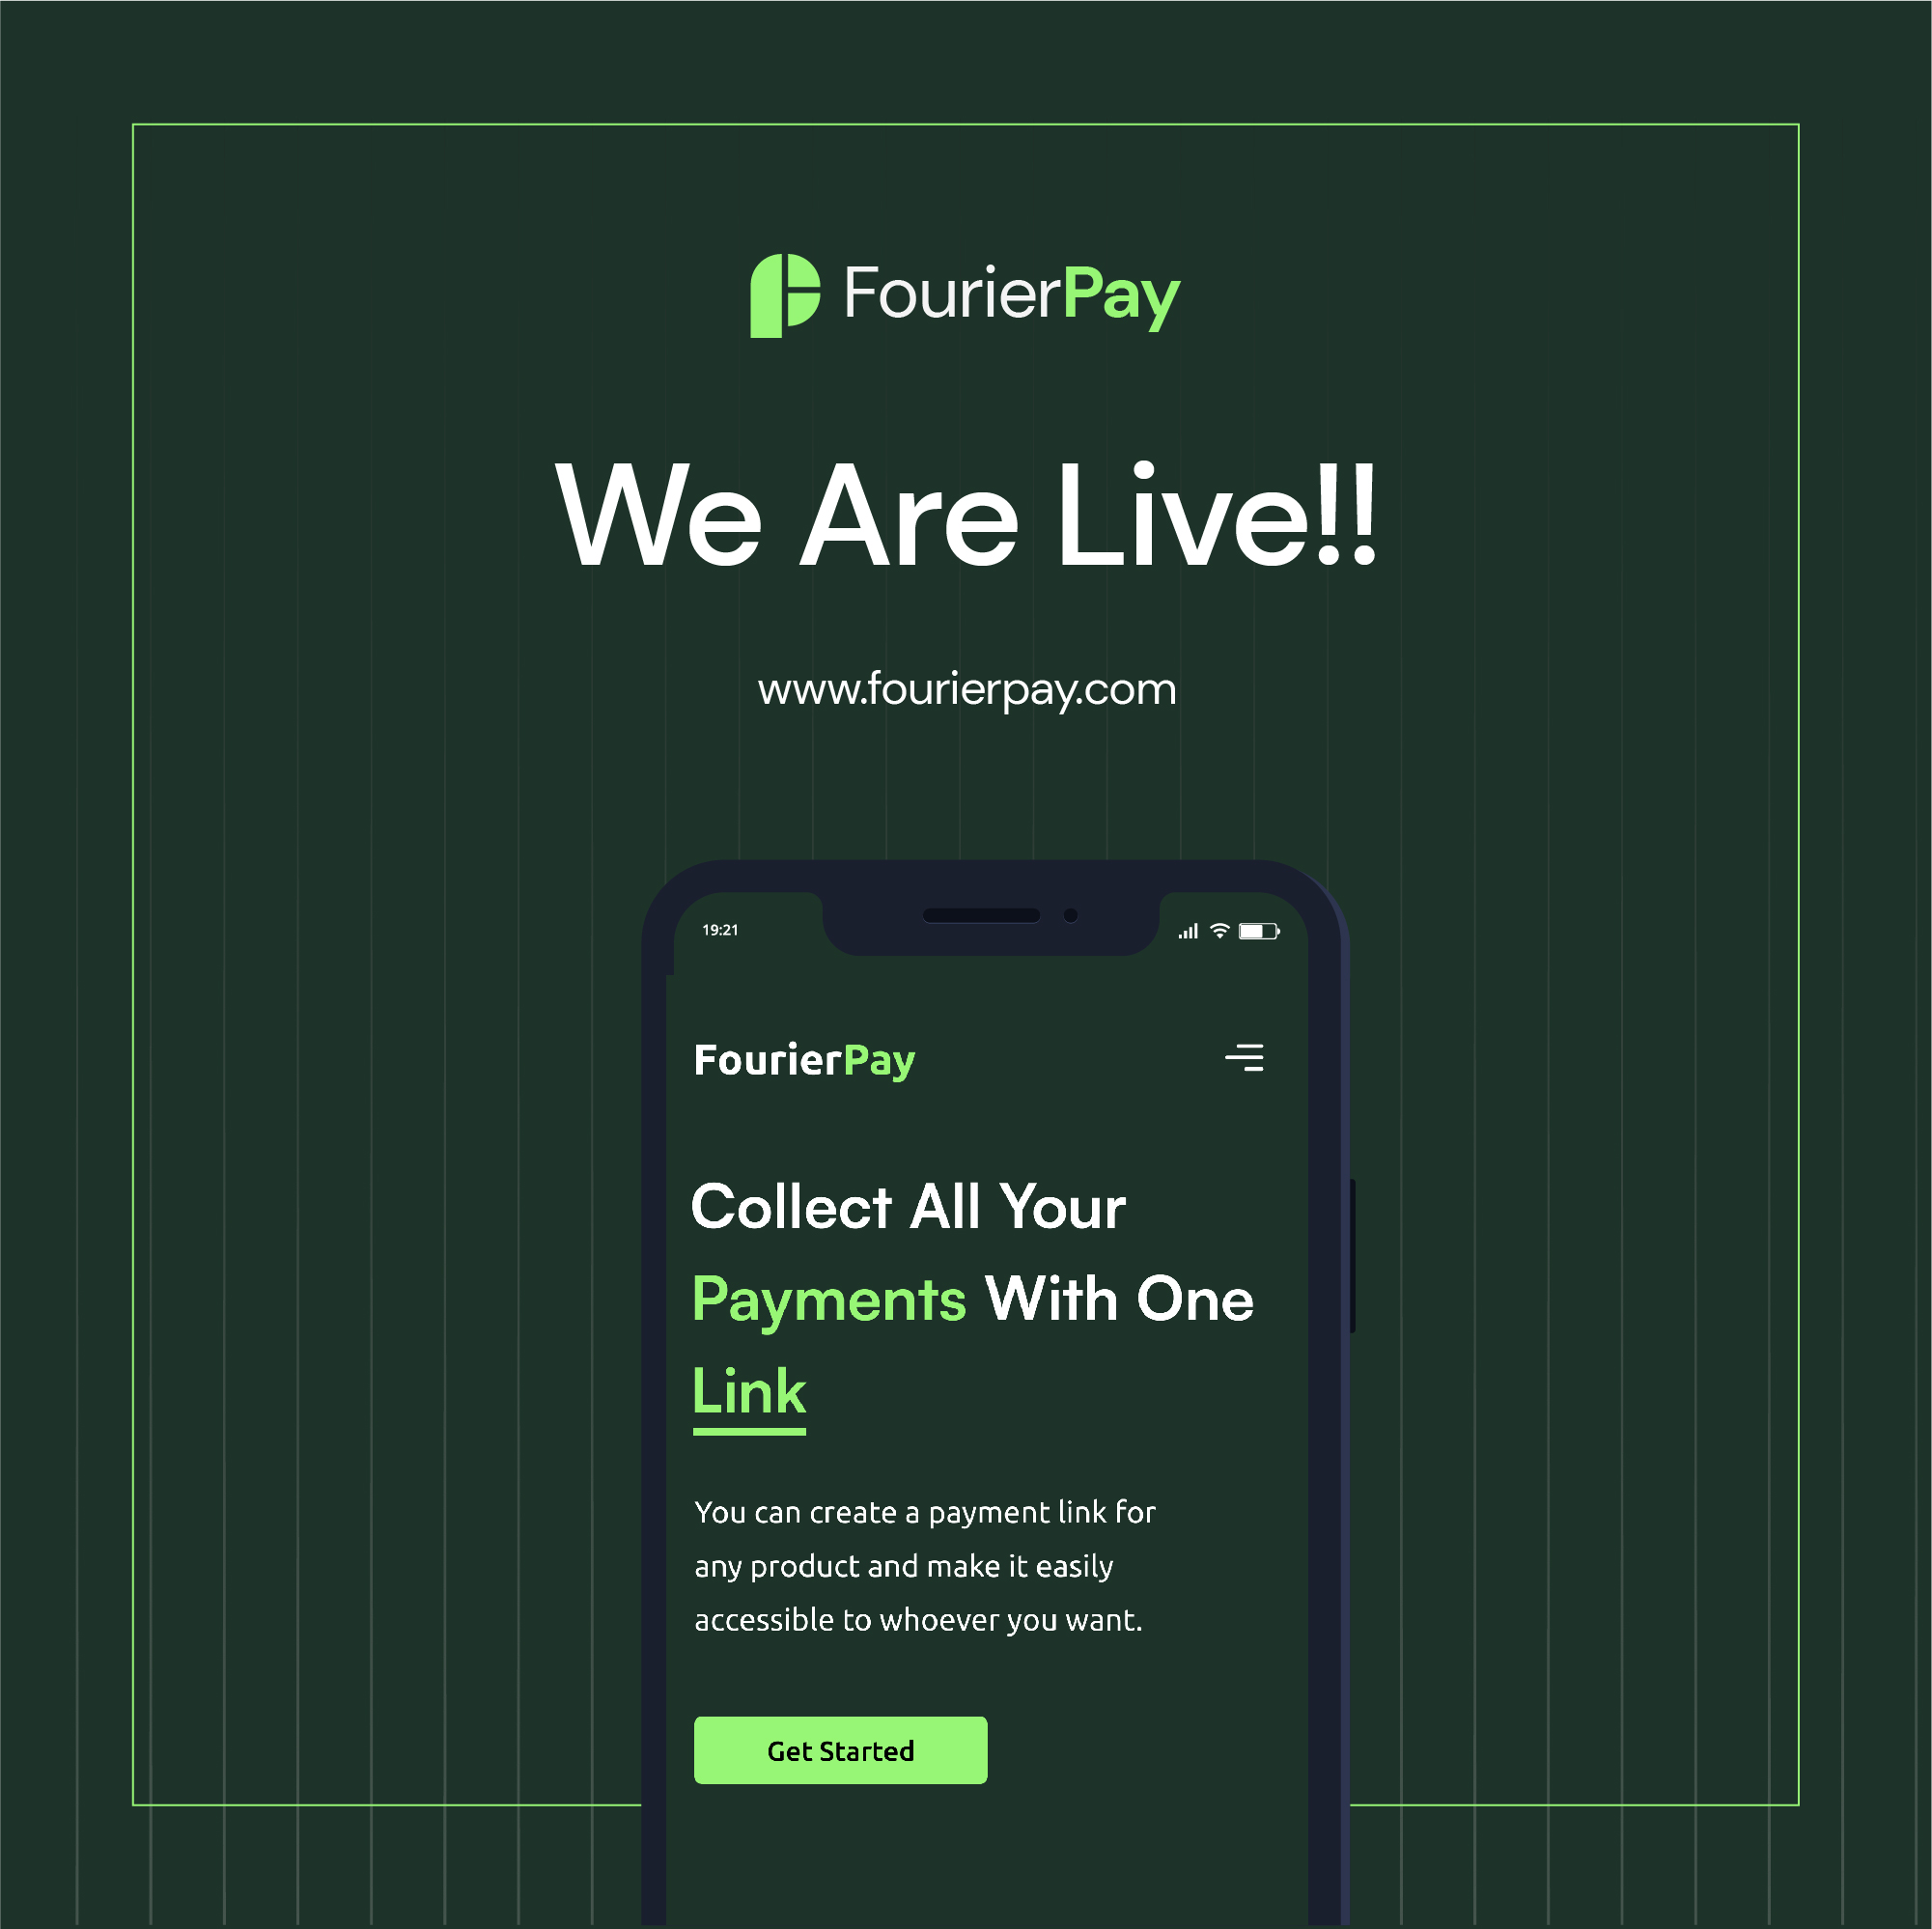 FourierPay
We Are Live!!
www.fourierpay.com
19:21
FourierPay
Collect All Your
Payments With One
Link
You can create a payment link for
any product and make it easily
accessible to whoever you want.
Get Started